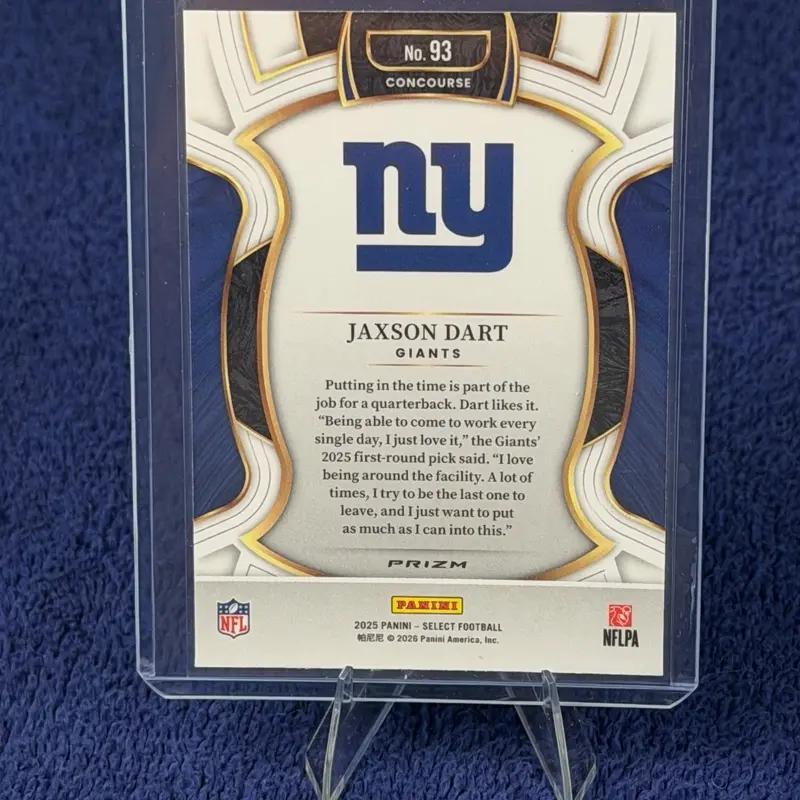 No. 93
CONCOURSE
ny
JAXSON DART
GIANTS
Putting in the time is part of the
job for a quarterback. Dart likes it.
“Being able to come to work every
single day, I just love it,” the Giants’
2025 first-round pick said. “I love
being around the facility. A lot of
times, I try to be the last one to
leave, and I just want to put
as much as I can into this.”
PRIZM
PANINI
NFL
2025 PANINI – SELECT FOOTBALL
帕尼尼 © 2026 Panini America, Inc.
NFLPA